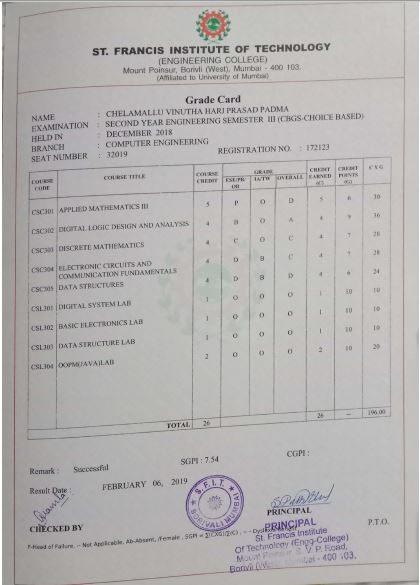 ST. FRANCIS INSTITUTE OF TECHNOLOGY
(ENGINEERING COLLEGE)
Mount Poinsur, Borivli (West), Mumbai - 400 103.
(Affiliated to University of Mumbai)
Grade Card
NAME : CHELAMALLU VINUTHA HARI PRASAD PADMA
EXAMINATION : SECOND YEAR ENGINEERING SEMESTER III (CBGS-CHOICE BASED)
HELD IN : DECEMBER 2018
BRANCH : COMPUTER ENGINEERING
SEAT NUMBER : 32019 REGISTRATION NO. : 172123
COURSE CODE COURSE TITLE COURSE CREDIT GRADE ESE/PR/OR IA/TW OVERALL CREDIT EARNED (C) CREDIT POINTS (G) C X G
CSC301 APPLIED MATHEMATICS III 5 P O D 5 6 30
CSC302 DIGITAL LOGIC DESIGN AND ANALYSIS 4 B O A 4 9 36
CSC303 DISCRETE MATHEMATICS 4 C O C 4 7 28
CSC304 ELECTRONIC CIRCUITS AND COMMUNICATION FUNDAMENTALS 4 D B C 4 7 28
CSC305 DATA STRUCTURES 4 D B D 4 6 24
CSL301 DIGITAL SYSTEM LAB 1 O O O 1 10 10
CSL302 BASIC ELECTRONICS LAB 1 O O O 1 10 10
CSL303 DATA STRUCTURE LAB 1 O O O 1 10 10
CSL304 OOPM(JAVA)LAB 2 O O O 2 10 20
TOTAL 26 26 -- 196.00
SGPI : 7.54 CGPI :
Remark : Successful
Result Date : FEBRUARY 06, 2019
S.F.I.T.
BORIVALI MUMBAI
PRINCIPAL
CHECKED BY P.T.O.
PRINCIPAL
St. Francis Institute
Of Technology (Engg-College)
Mount Poinsur, S. V. P. Road,
Borivli (West), Mumbai - 400 103.
F-Head of Failure, -- Not Applicable, Ab-Absent, /Female , SGPI =